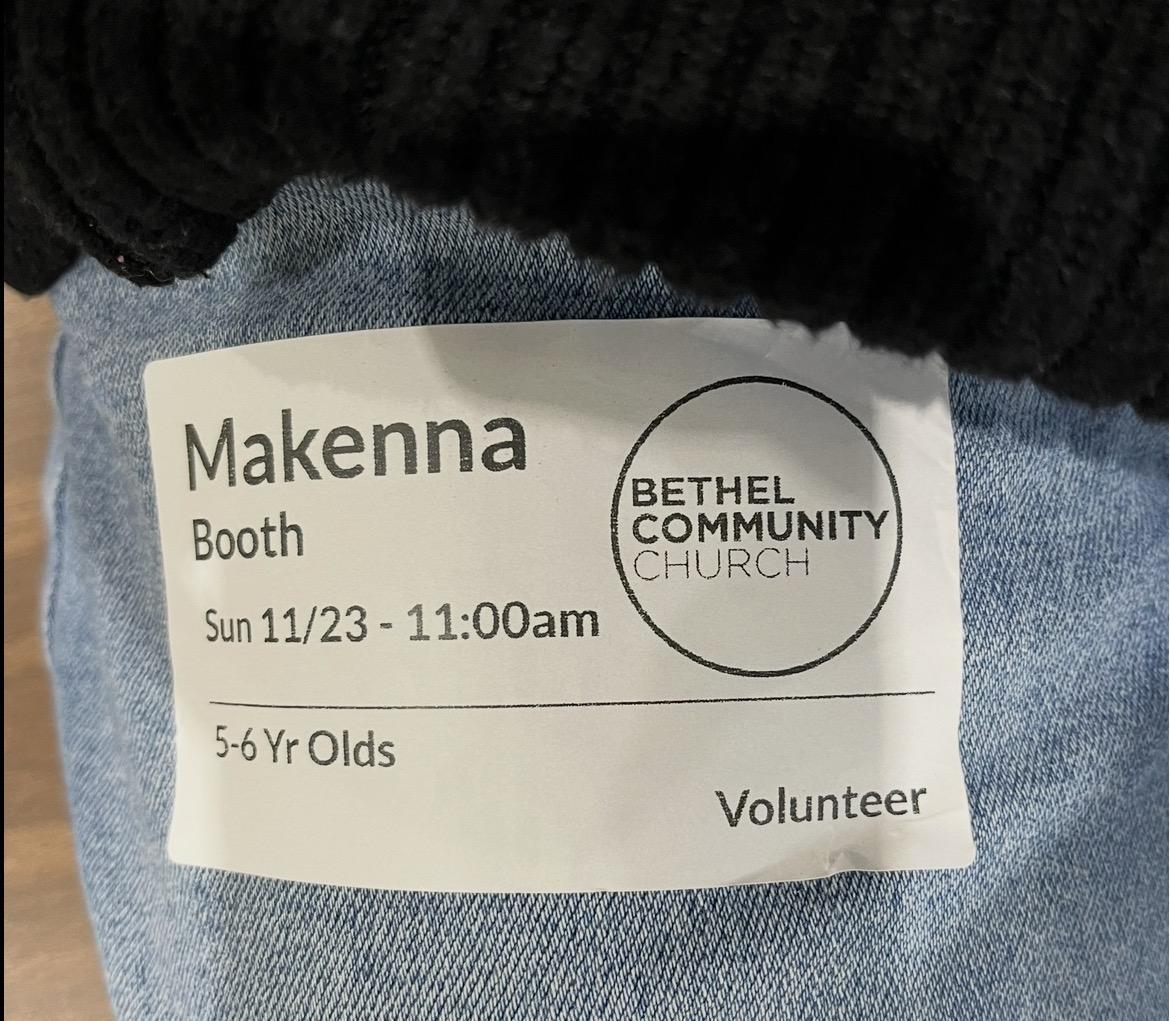 Makenna
Booth
Sun 11/23 - 11:00am
BETHEL
COMMUNITY
CHURCH
5-6 Yr Olds
Volunteer